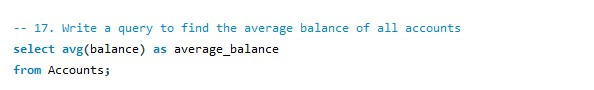 -- 17. Write a query to find the average balance of all accounts
select avg(balance) as average_balance
from Accounts;